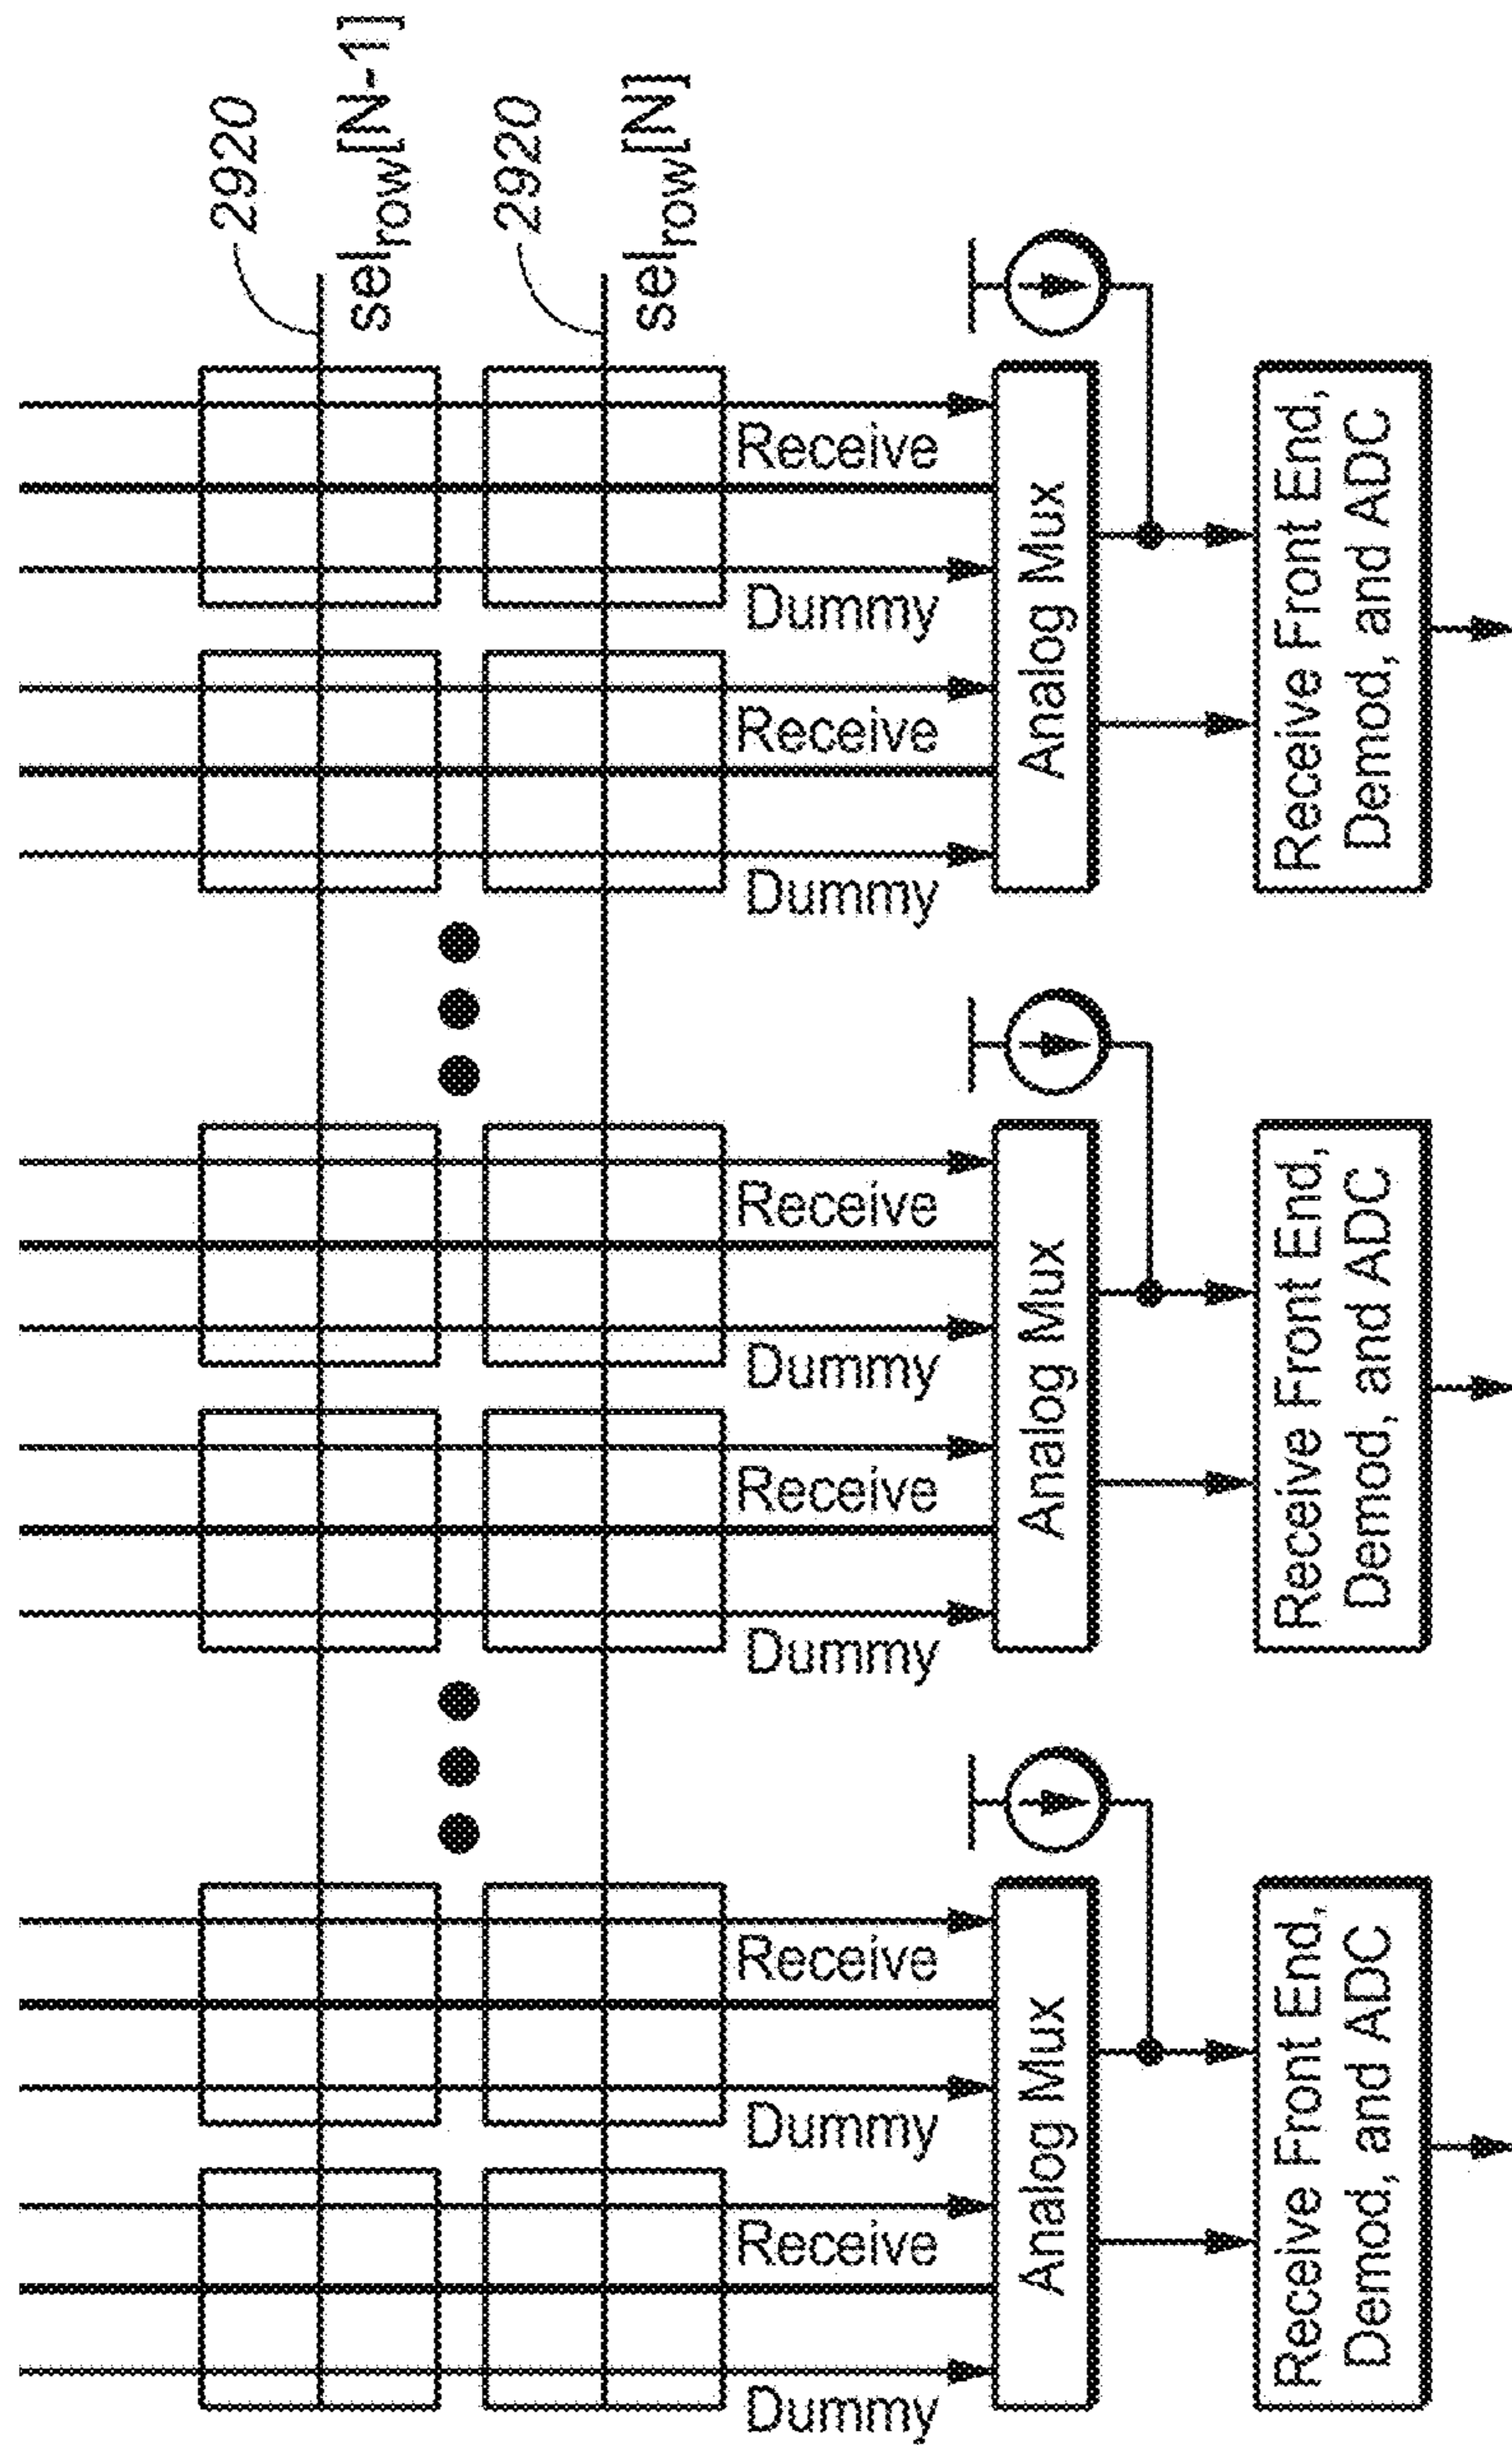 2920
selrow[N-1]
2920
selrow[N]
Dummy
Receive
Dummy
Receive
Dummy
Receive
Dummy
Receive
Dummy
Receive
Dummy
Receive
Analog Mux
Analog Mux
Analog Mux
Receive Front End,
Demod, and ADC
Receive Front End,
Demod, and ADC
Receive Front End,
Demod, and ADC